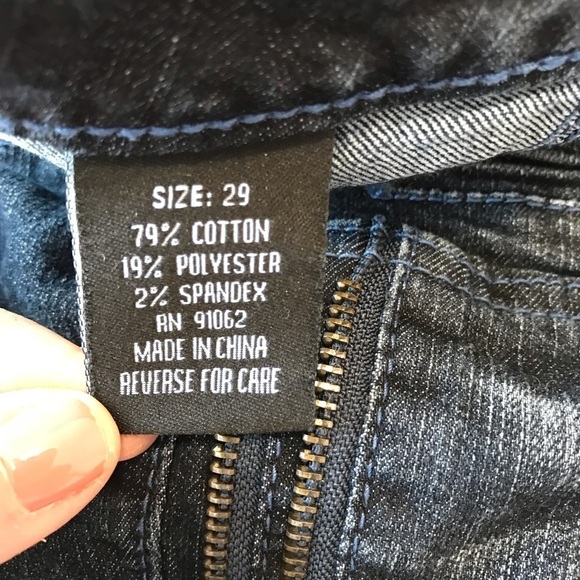 SIZE: 29
79% COTTON
19% POLYESTER
2% SPANDEX
RN 91062
MADE IN CHINA
REVERSE FOR CARE